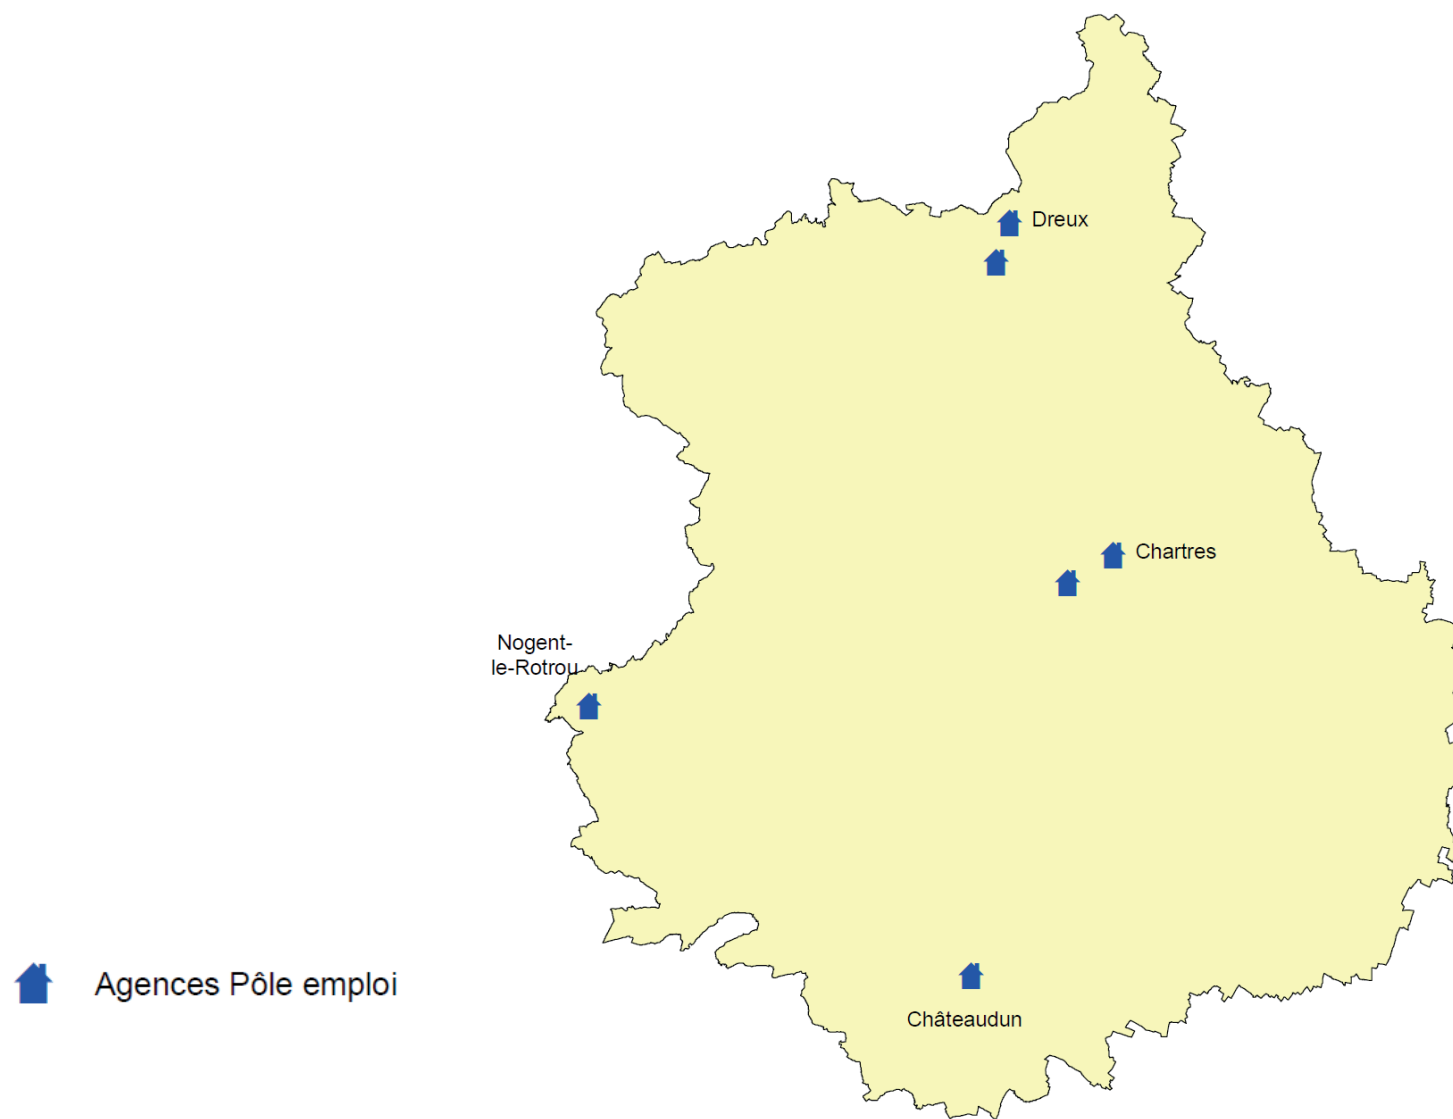 Dreux
Chartres
Nogent-
le-Rotrou
Agences Pôle emploi
Châteaudun